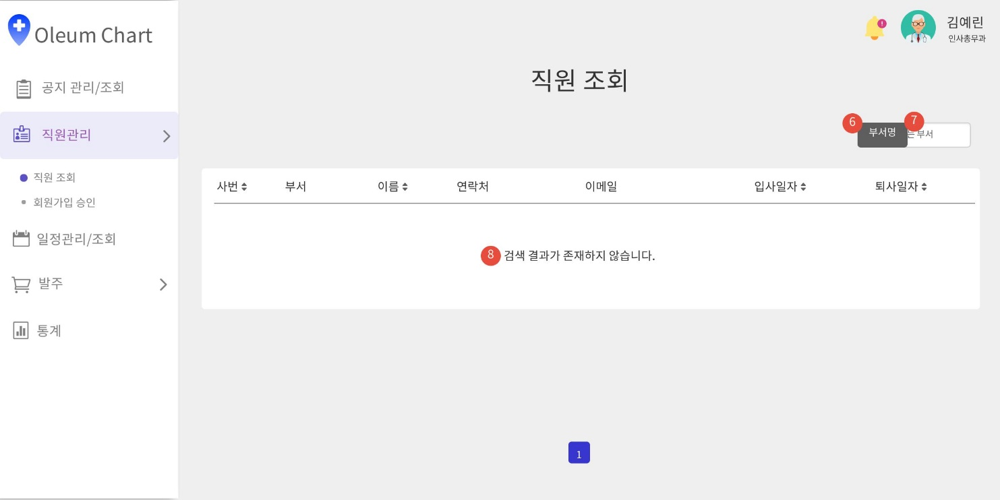 Oleum Chart
김예린
인사총무과
공지 관리/조회
직원관리
직원 조회
회원가입 승인
일정관리/조회
발주
통계
직원 조회
6 부서명 7 부서
사번 부서 이름 연락처 이메일 입사일자 퇴사일자
8 검색 결과가 존재하지 않습니다.
1